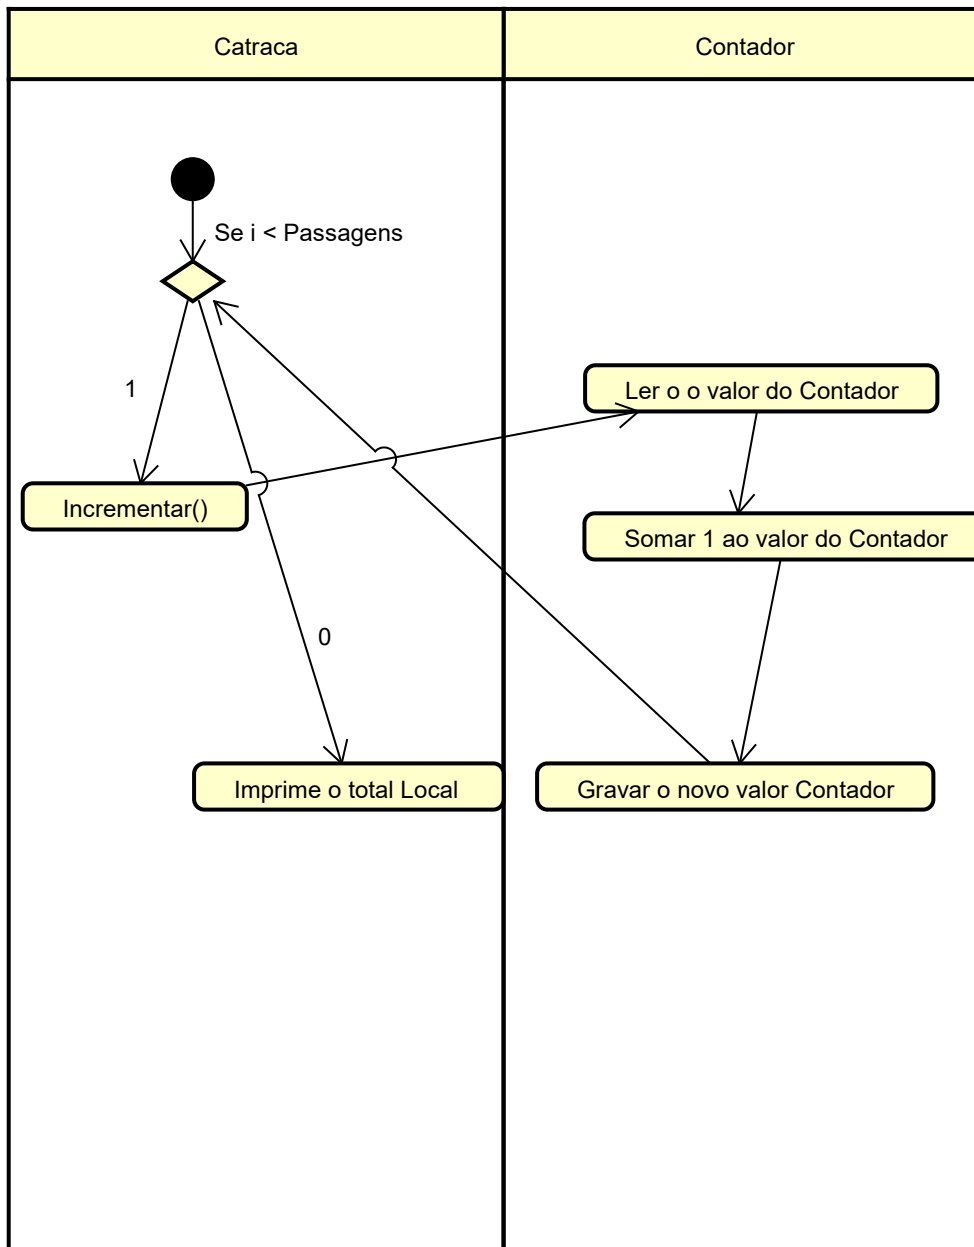 Catraca
Contador
Se i < Passagens
1
Ler o o valor do Contador
Incrementar()
Somar 1 ao valor do Contador
0
Imprime o total Local
Gravar o novo valor Contador